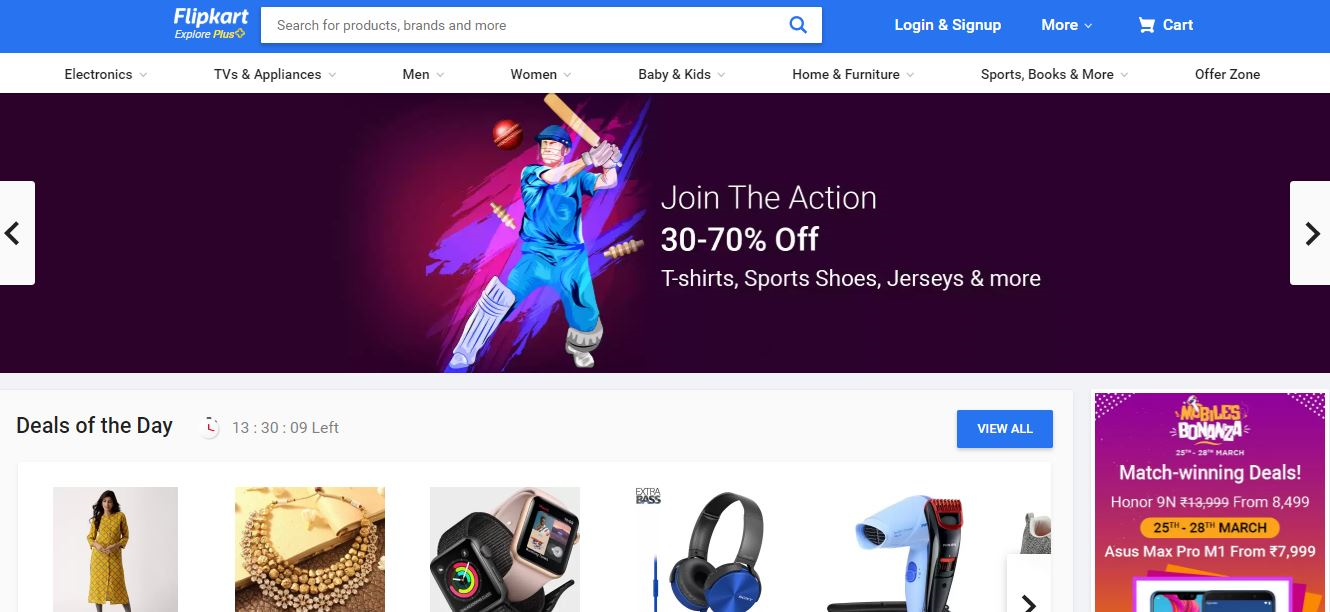 Flipkart
Explore Plus
Search for products, brands and more
Login & Signup
More
Cart
Electronics
TVs & Appliances
Men
Women
Baby & Kids
Home & Furniture
Sports, Books & More
Offer Zone
Join The Action
30-70% Off
T-shirts, Sports Shoes, Jerseys & more
Deals of the Day
13 : 30 : 09 Left
VIEW ALL
EXTRA
BASS
SONY
MOBILES
BONANZA
25TH - 28TH MARCH
Match-winning Deals!
Honor 9N ₹13,999 From 8,499
25TH - 28TH MARCH
Asus Max Pro M1 From ₹7,999